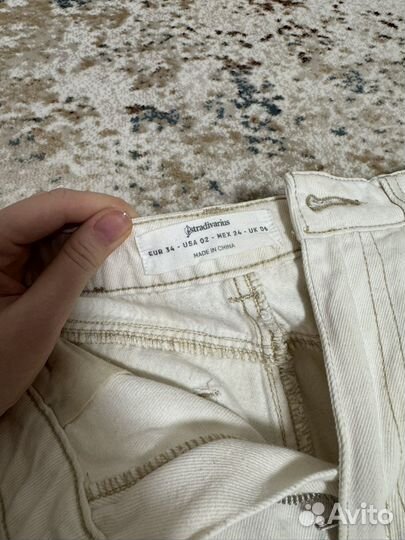 stradivarius
EUR 34 - USA 02 - MEX 24 - UK 06
MADE IN CHINA
Avito